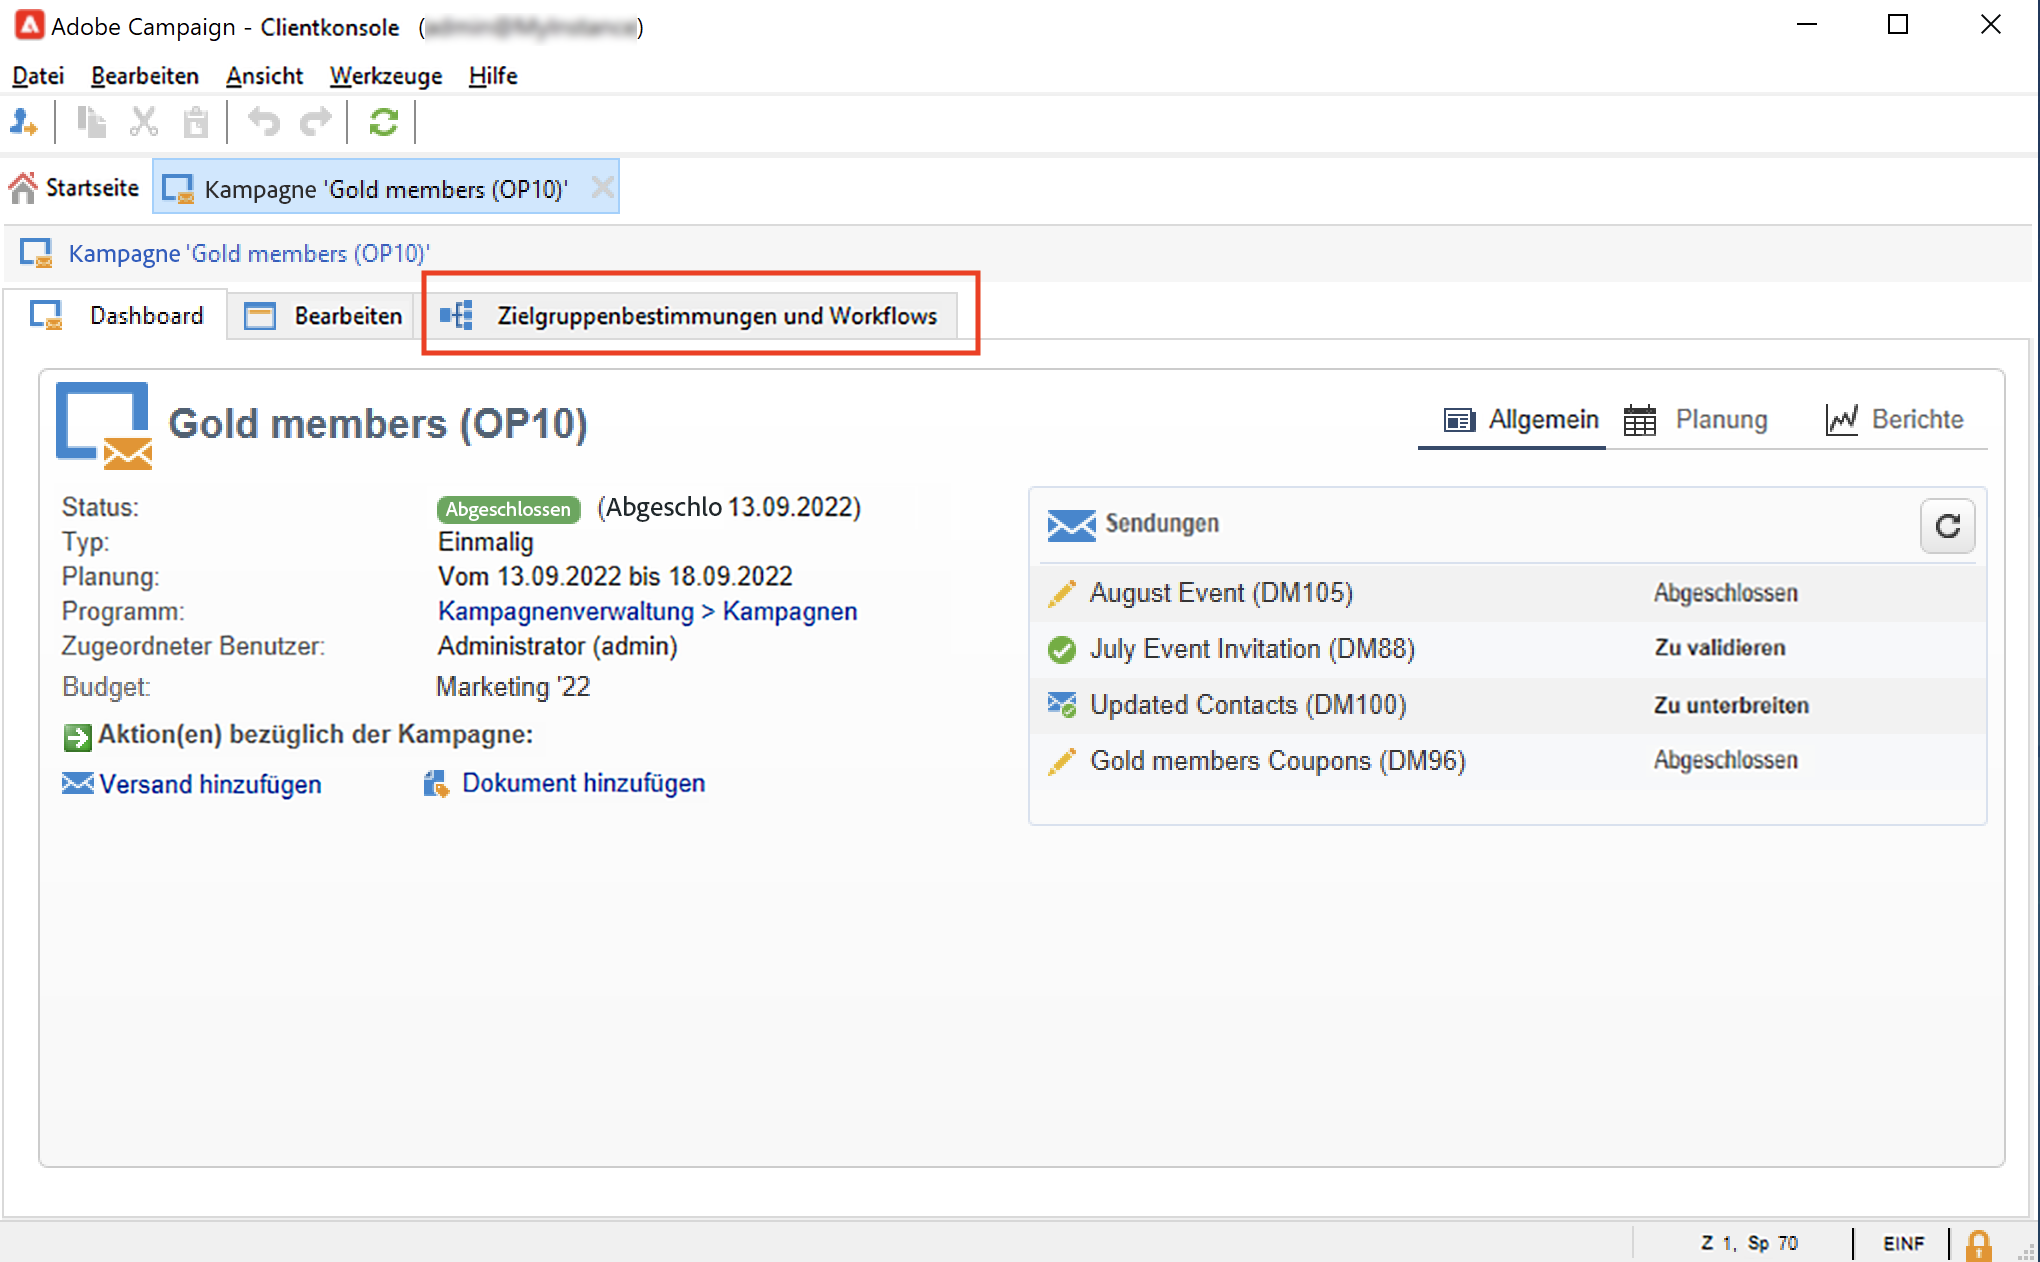 Adobe Campaign - Clientkonsole ( )
Datei Bearbeiten Ansicht Werkzeuge Hilfe
Startseite Kampagne 'Gold members (OP10)'
Kampagne 'Gold members (OP10)'
Dashboard Bearbeiten Zielgruppenbestimmungen und Workflows
Gold members (OP10)
Allgemein Planung Berichte
Status: Abgeschlossen (Abgeschlo 13.09.2022)
Typ: Einmalig
Planung: Vom 13.09.2022 bis 18.09.2022
Programm: Kampagnenverwaltung > Kampagnen
Zugeordneter Benutzer: Administrator (admin)
Budget: Marketing '22
Aktion(en) bezüglich der Kampagne:
Versand hinzufügen Dokument hinzufügen
Sendungen
August Event (DM105) Abgeschlossen
July Event Invitation (DM88) Zu validieren
Updated Contacts (DM100) Zu unterbreiten
Gold members Coupons (DM96) Abgeschlossen
Z 1, Sp 70 EINF